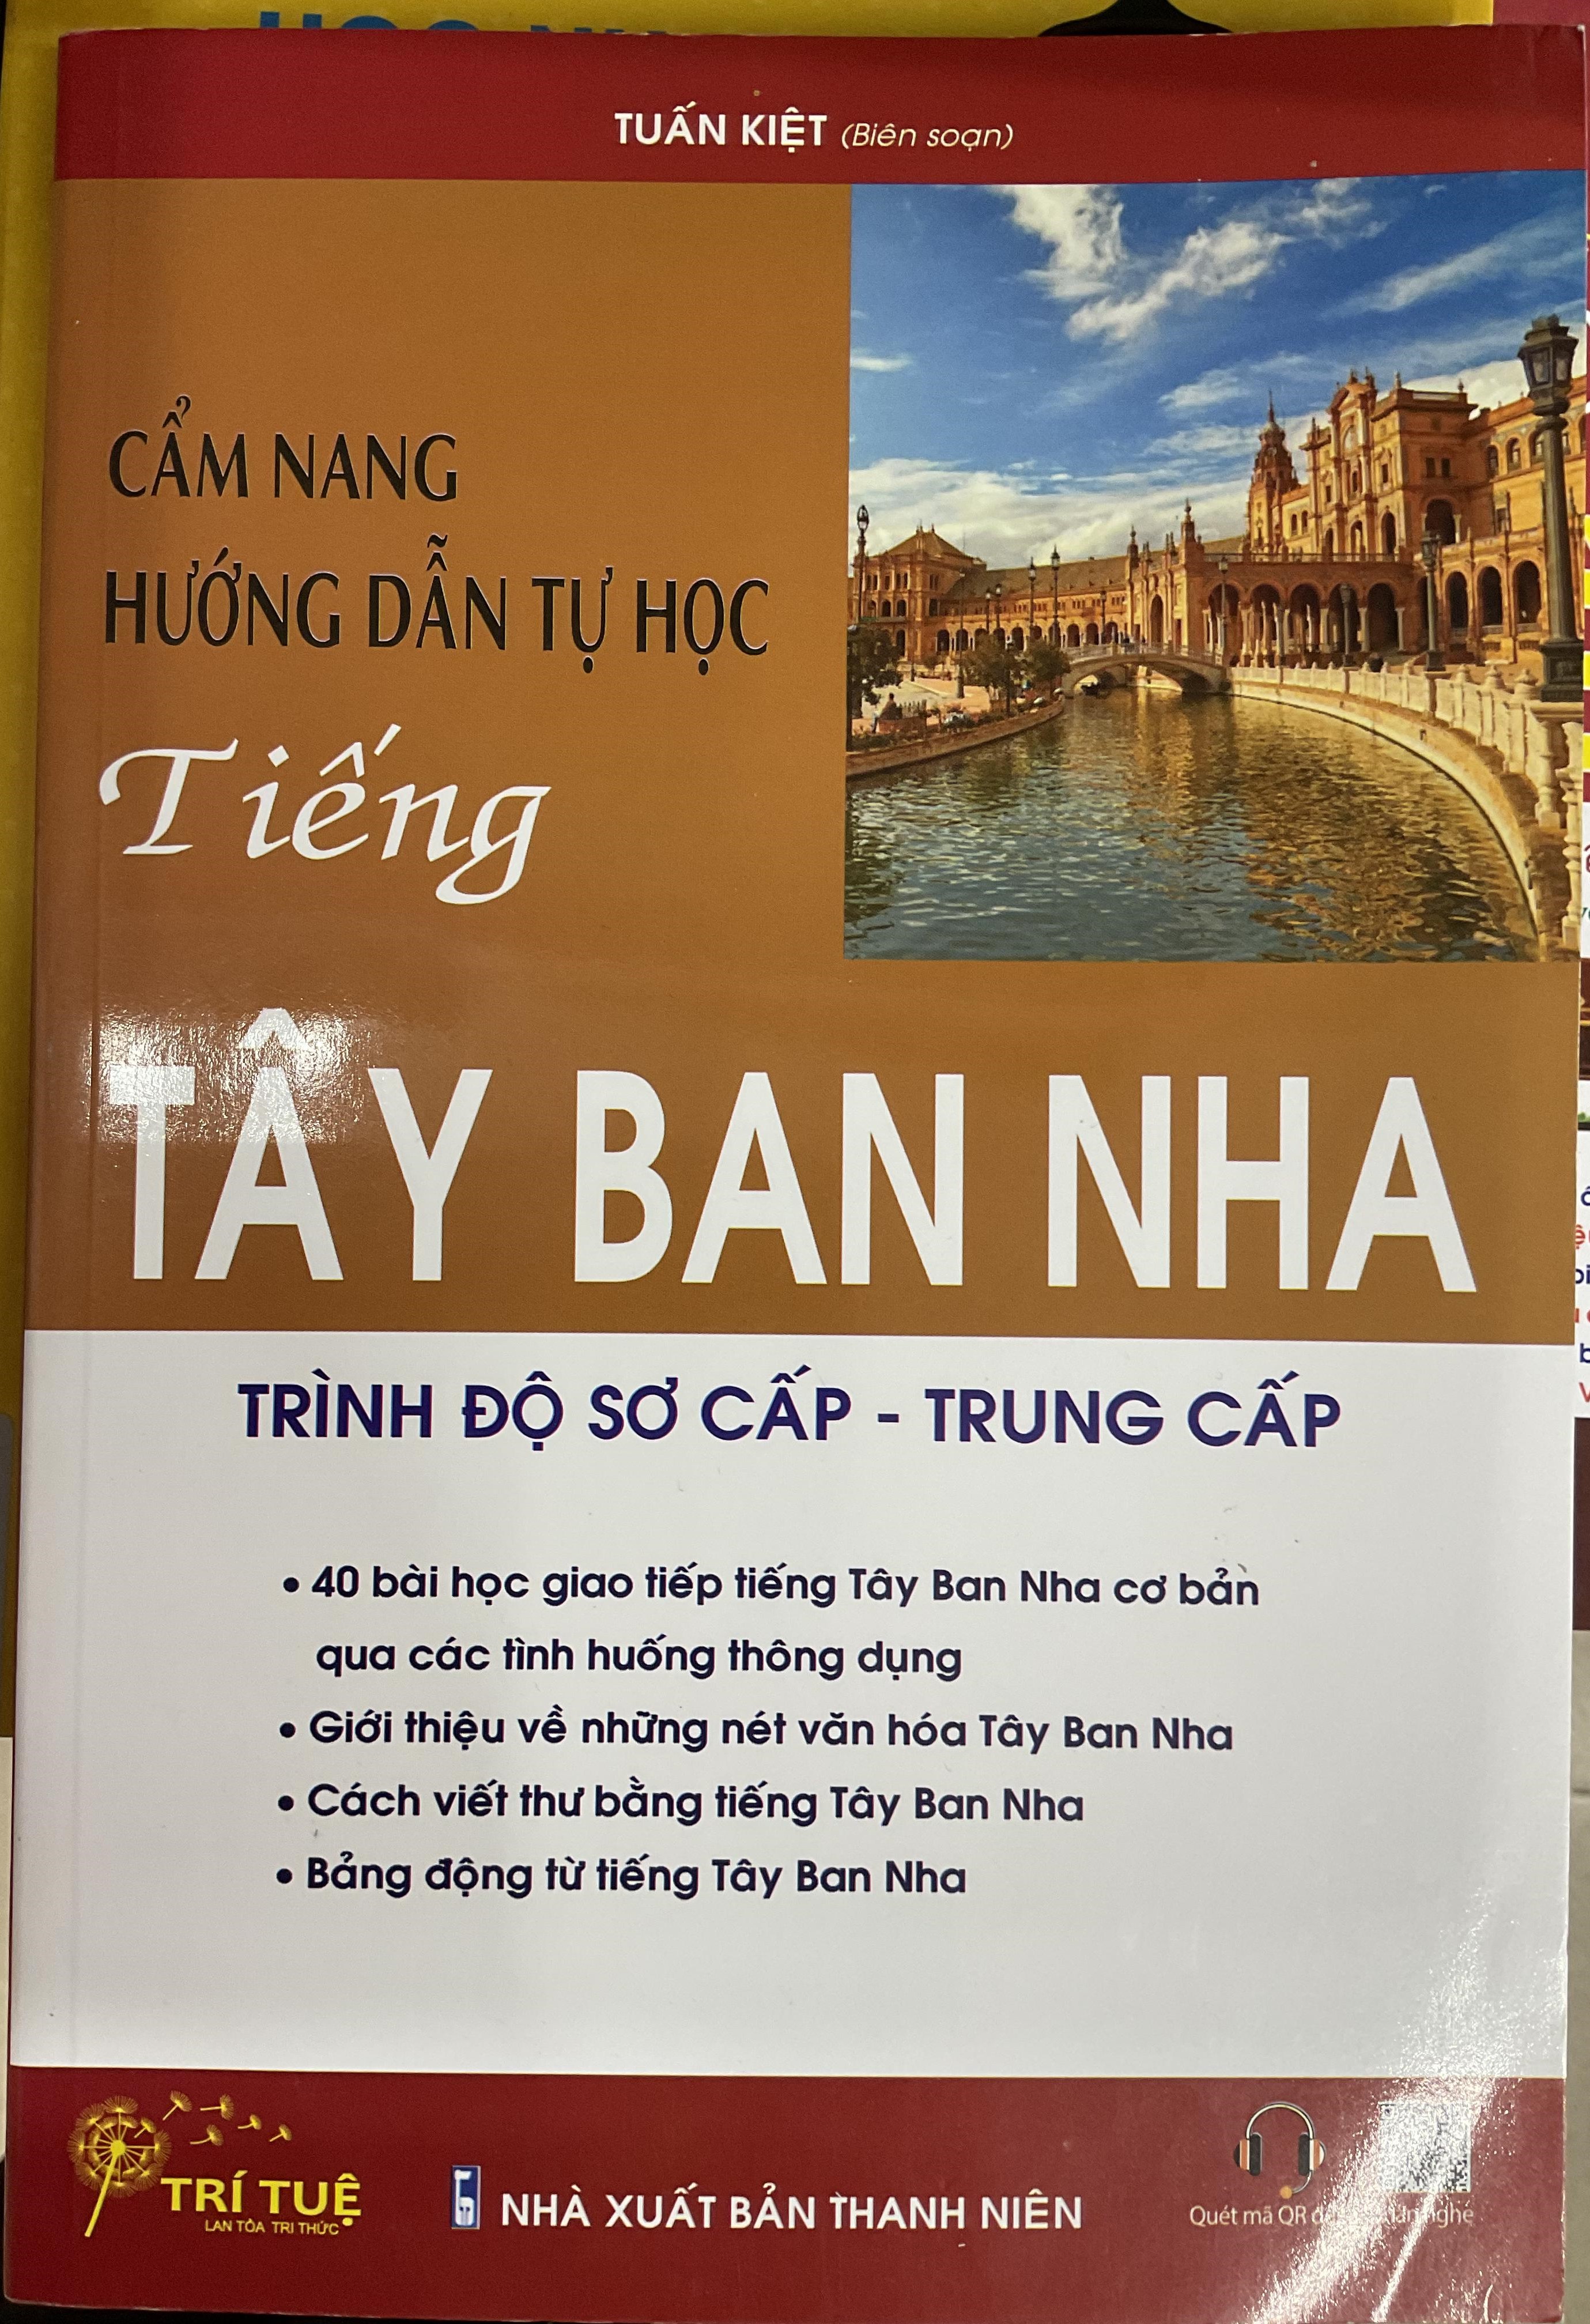 TUẤN KIỆT (Biên soạn)
CẨM NANG
HƯỚNG DẪN TỰ HỌC
Tiếng
TÂY BAN NHA
TRÌNH ĐỘ SƠ CẤP - TRUNG CẤP
• 40 bài học giao tiếp tiếng Tây Ban Nha cơ bản
qua các tình huống thông dụng
• Giới thiệu về những nét văn hóa Tây Ban Nha
• Cách viết thư bằng tiếng Tây Ban Nha
• Bảng động từ tiếng Tây Ban Nha
TRÍ TUỆ
LAN TỎA TRI THỨC
NHÀ XUẤT BẢN THANH NIÊN
Quét mã QR nghe